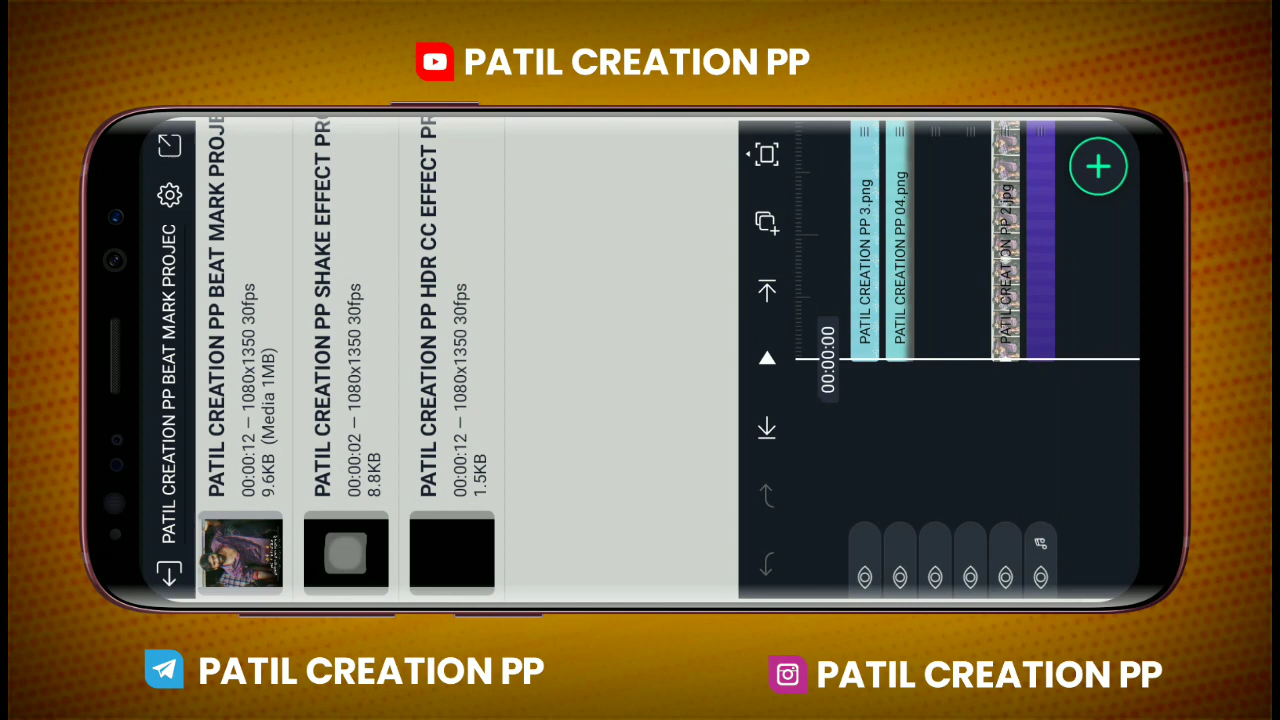 PATIL CREATION PP
PATIL CREATION PP BEAT MARK PROJEC
PATIL CREATION PP BEAT MARK PROJE
00:00:12 — 1080x1350 30fps
9.6KB (Media 1MB)
PATIL CREATION PP SHAKE EFFECT PR
00:00:02 — 1080x1350 30fps
8.8KB
PATIL CREATION PP HDR CC EFFECT PR
00:00:12 — 1080x1350 30fps
1.5KB
00:00:00
PATIL CREATION PP 3.png
PATIL CREATION PP 04.png
PATIL CREATION PP 2.jpg
PATIL CREATION PP
PATIL CREATION PP